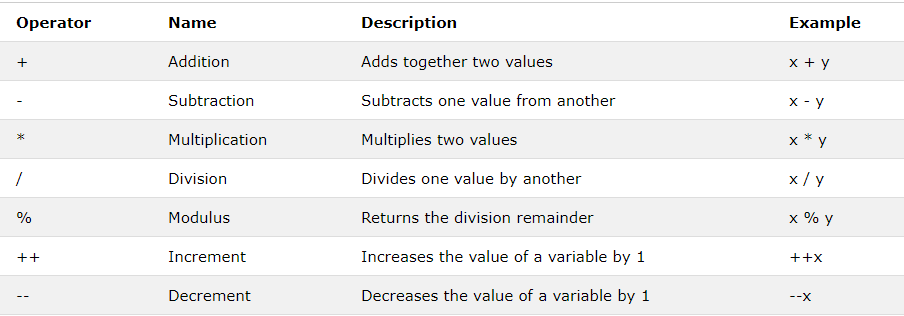 Operator Name Description Example
+ Addition Adds together two values x + y
- Subtraction Subtracts one value from another x - y
* Multiplication Multiplies two values x * y
/ Division Divides one value by another x / y
% Modulus Returns the division remainder x % y
++ Increment Increases the value of a variable by 1 ++x
-- Decrement Decreases the value of a variable by 1 --x